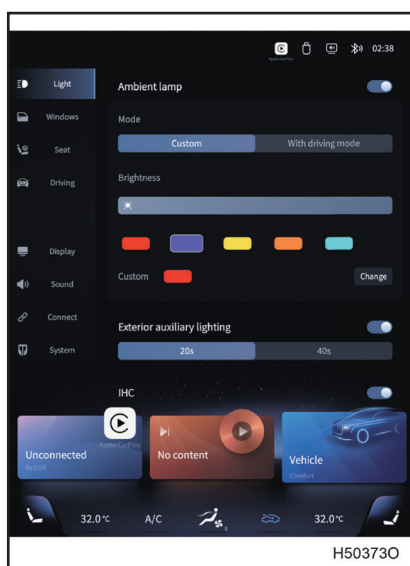 Apple CarPlay
02:38
Light
Ambient lamp
Windows
Mode
Seat
Custom
With driving mode
Driving
Brightness
Display
Sound
Custom
Change
Connect
Exterior auxiliary lighting
System
20s
40s
IHC
Apple CarPlay
Unconnected
By USB
No content
Vehicle
Comfort
32.0°C
A/C
0
32.0°C
H50373O